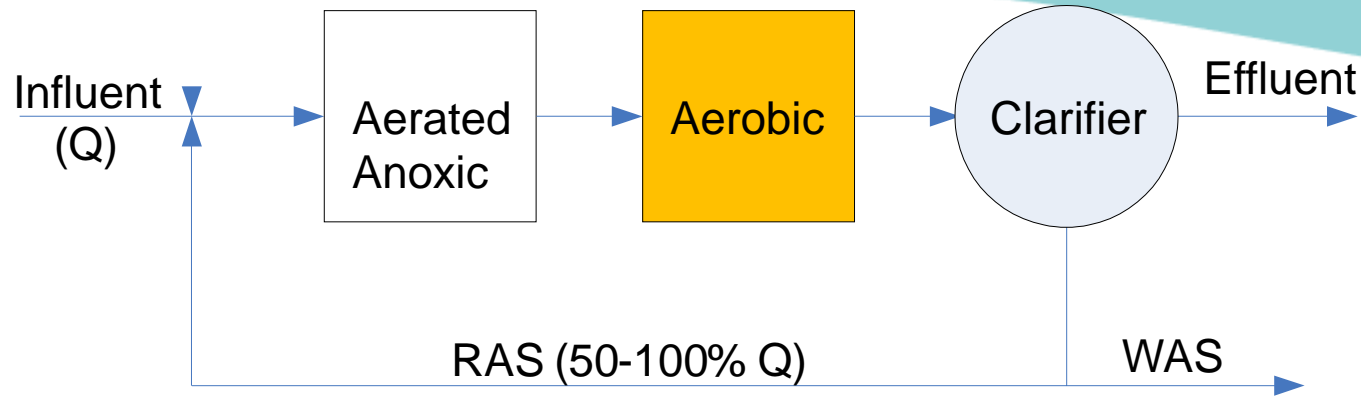 Influent
(Q)
Aerated
Anoxic
Aerobic
Clarifier
Effluent
RAS (50-100% Q)
WAS